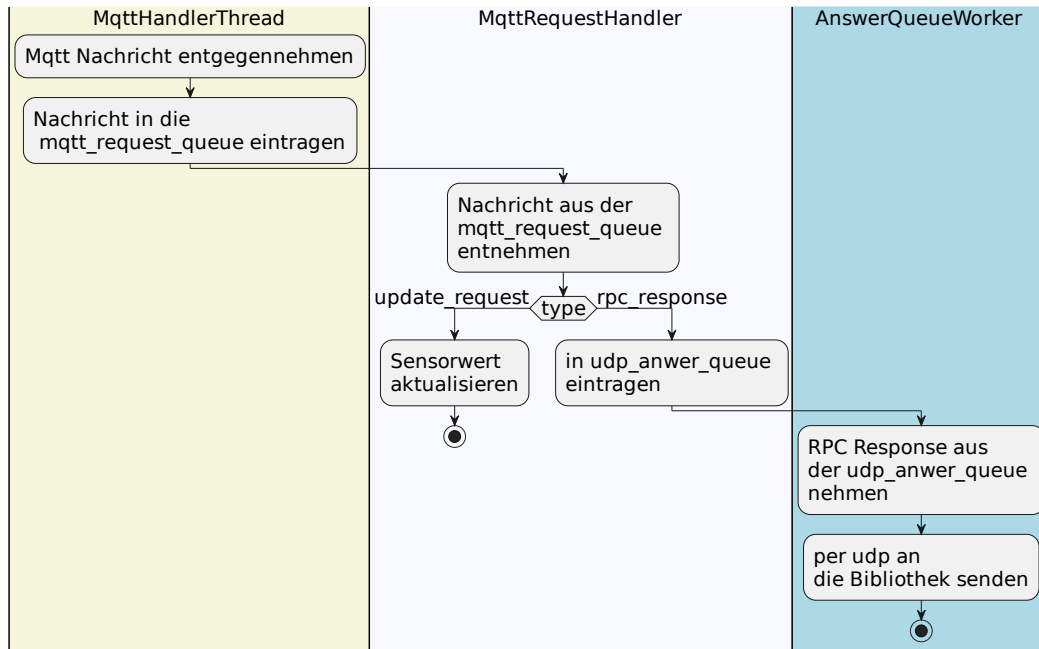 MqttHandlerThread
MqttRequestHandler
AnswerQueueWorker
Mqtt Nachricht entgegennehmen
Nachricht in die
mqtt_request_queue eintragen
Nachricht aus der
mqtt_request_queue
entnehmen
update_request
type
rpc_response
Sensorwert
aktualisieren
in udp_anwer_queue
eintragen
RPC Response aus
der udp_anwer_queue
nehmen
per udp an
die Bibliothek senden